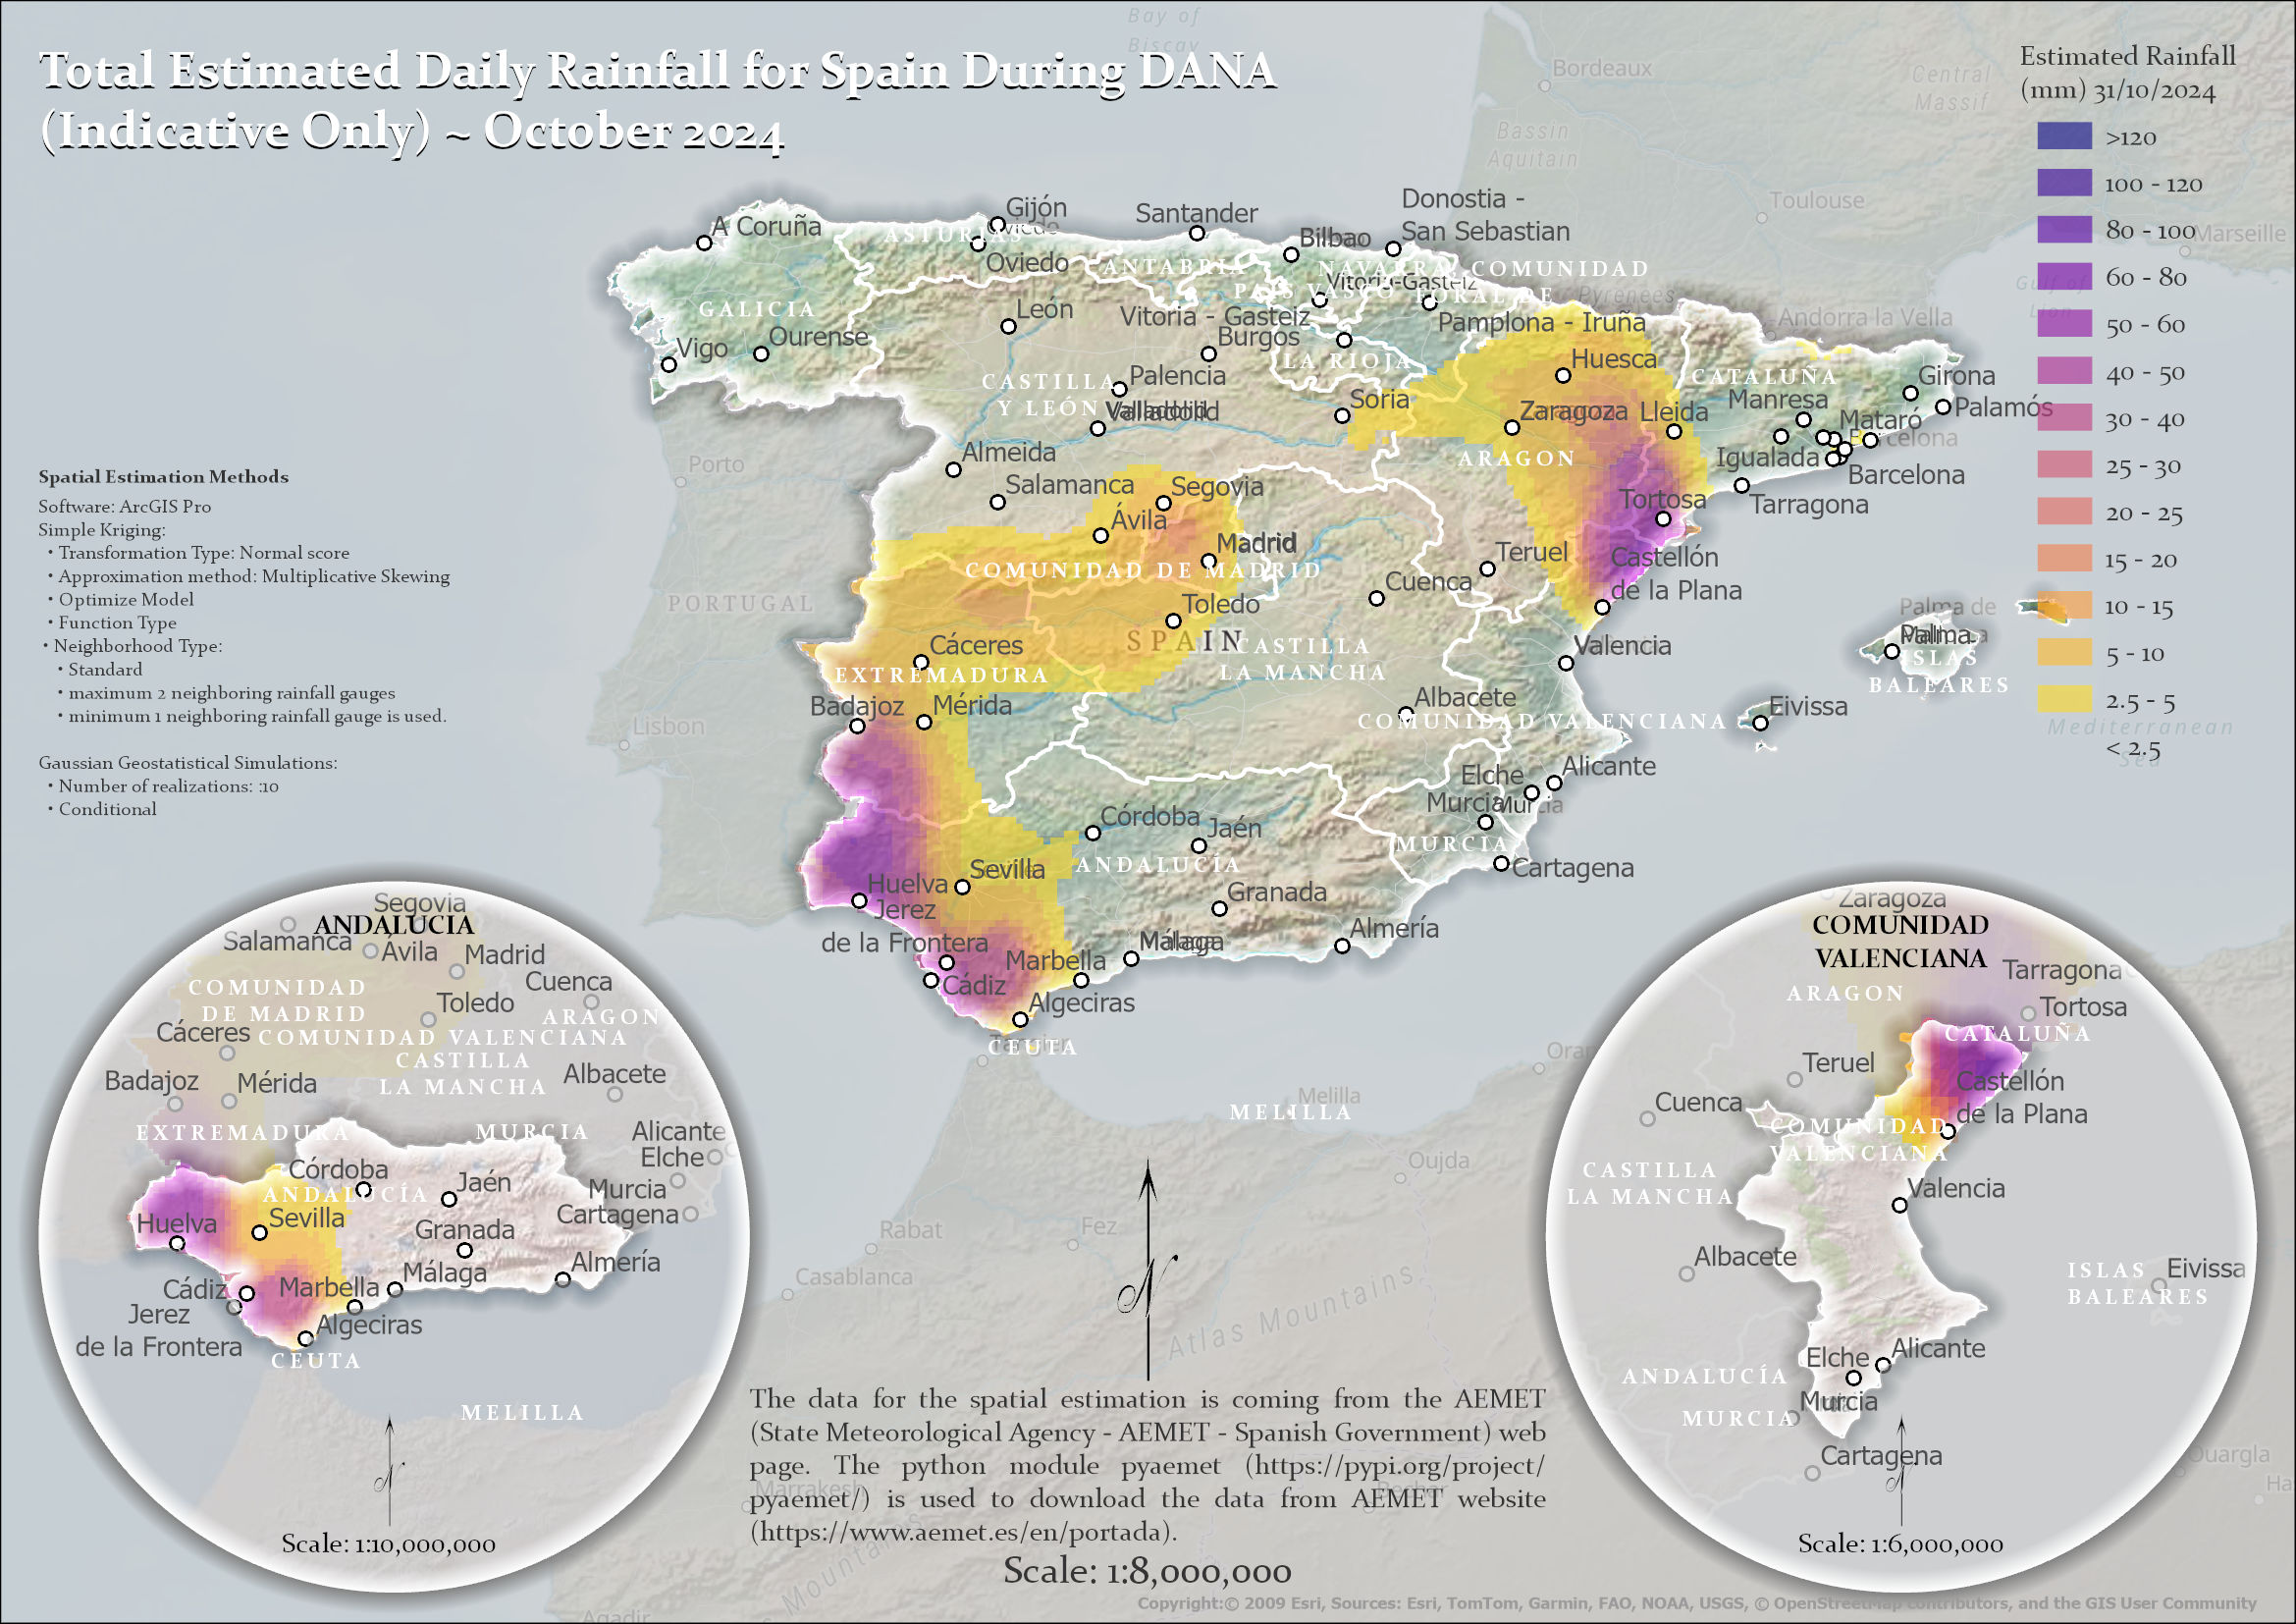 Total Estimated Daily Rainfall for Spain During DANA
(Indicative Only) ~ October 2024
Estimated Rainfall
(mm) 31/10/2024
>120
100 - 120
80 - 100
60 - 80
50 - 60
40 - 50
30 - 40
25 - 30
20 - 25
15 - 20
10 - 15
5 - 10
2.5 - 5
< 2.5
Spatial Estimation Methods
Software: ArcGIS Pro
Simple Kriging:
• Transformation Type: Normal score
• Approximation method: Multiplicative Skewing
• Optimize Model
• Function Type
• Neighborhood Type:
• Standard
• maximum 2 neighboring rainfall gauges
• minimum 1 neighboring rainfall gauge is used.
Gaussian Geostatistical Simulations:
• Number of realizations: :10
• Conditional
Bay of
Biscay
Bordeaux
Central
Massif
Bassin
Aquitain
Toulouse
Marseille
Gulf of
Lion
Pyrenees
Andorra la Vella
A Coruña
Gijón
ASTURIAS
Oviedo
Santander
CANTABRIA
Bilbao
Donostia -
San Sebastian
NAVARRA, COMUNIDAD
FORAL DE
PAIS VASCO
Vitoria-Gasteiz
Vitoria - Gasteiz
Pamplona - Iruña
GALICIA
León
Ourense
Vigo
Burgos
LA RIOJA
Huesca
CASTILLA
Y LEÓN
Palencia
Valladolid
Soria
Zaragoza
Lleida
CATALUÑA
Manresa
Girona
Palamós
Mataró
Barcelona
Igualada
Barcelona
Tarragona
ARAGON
Almeida
Salamanca
Segovia
Ávila
Tortosa
Porto
Madrid
COMUNIDAD DE MADRID
Teruel
Castellón
de la Plana
Cuenca
PORTUGAL
Toledo
SPAIN
CASTILLA
LA MANCHA
Cáceres
EXTREMADURA
Valencia
Palma de
Palma
ISLAS
BALEARES
Badajoz
Mérida
Albacete
COMUNIDAD VALENCIANA
Eivissa
Mediterranean
Sea
Lisbon
Elche
Alicante
Murcia
Murcia
MURCIA
Cartagena
Córdoba
Jaén
ANDALUCÍA
Sevilla
Huelva
Granada
Jerez
de la Frontera
Málaga
Marbella
Almería
Cádiz
Algeciras
CEUTA
Oran
Melilla
MELILLA
Oujda
Rabat
Fez
Casablanca
Atlas Mountains
Marrakesh
Bechar
Agadir
Ouargla
ANDALUCIA
Segovia
Salamanca
Ávila
Madrid
Cuenca
COMUNIDAD
DE MADRID
Toledo
ARAGON
Cáceres
COMUNIDAD VALENCIANA
CASTILLA
LA MANCHA
Badajoz
Mérida
Albacete
EXTREMADURA
MURCIA
Alicante
Elche
Córdoba
Jaén
ANDALUCÍA
Murcia
Cartagena
Huelva
Sevilla
Granada
Almería
Málaga
Cádiz
Marbella
Jerez
de la Frontera
Algeciras
CEUTA
MELILLA
N
Scale: 1:10,000,000
N
The data for the spatial estimation is coming from the AEMET
(State Meteorological Agency - AEMET - Spanish Government) web
page. The python module pyaemet (https://pypi.org/project/
pyaemet/) is used to download the data from AEMET website
(https://www.aemet.es/en/portada).
Scale: 1:8,000,000
Zaragoza
COMUNIDAD
VALENCIANA
Tarragona
ARAGON
Tortosa
CATALUÑA
Teruel
Castellón
de la Plana
Cuenca
COMUNIDAD
VALENCIANA
CASTILLA
LA MANCHA
Valencia
Albacete
ISLAS
BALEARES
Eivissa
Elche
Alicante
ANDALUCÍA
Murcia
MURCIA
Cartagena
N
Scale: 1:6,000,000
Copyright:© 2009 Esri, Sources: Esri, TomTom, Garmin, FAO, NOAA, USGS, © OpenStreetMap contributors, and the GIS User Community